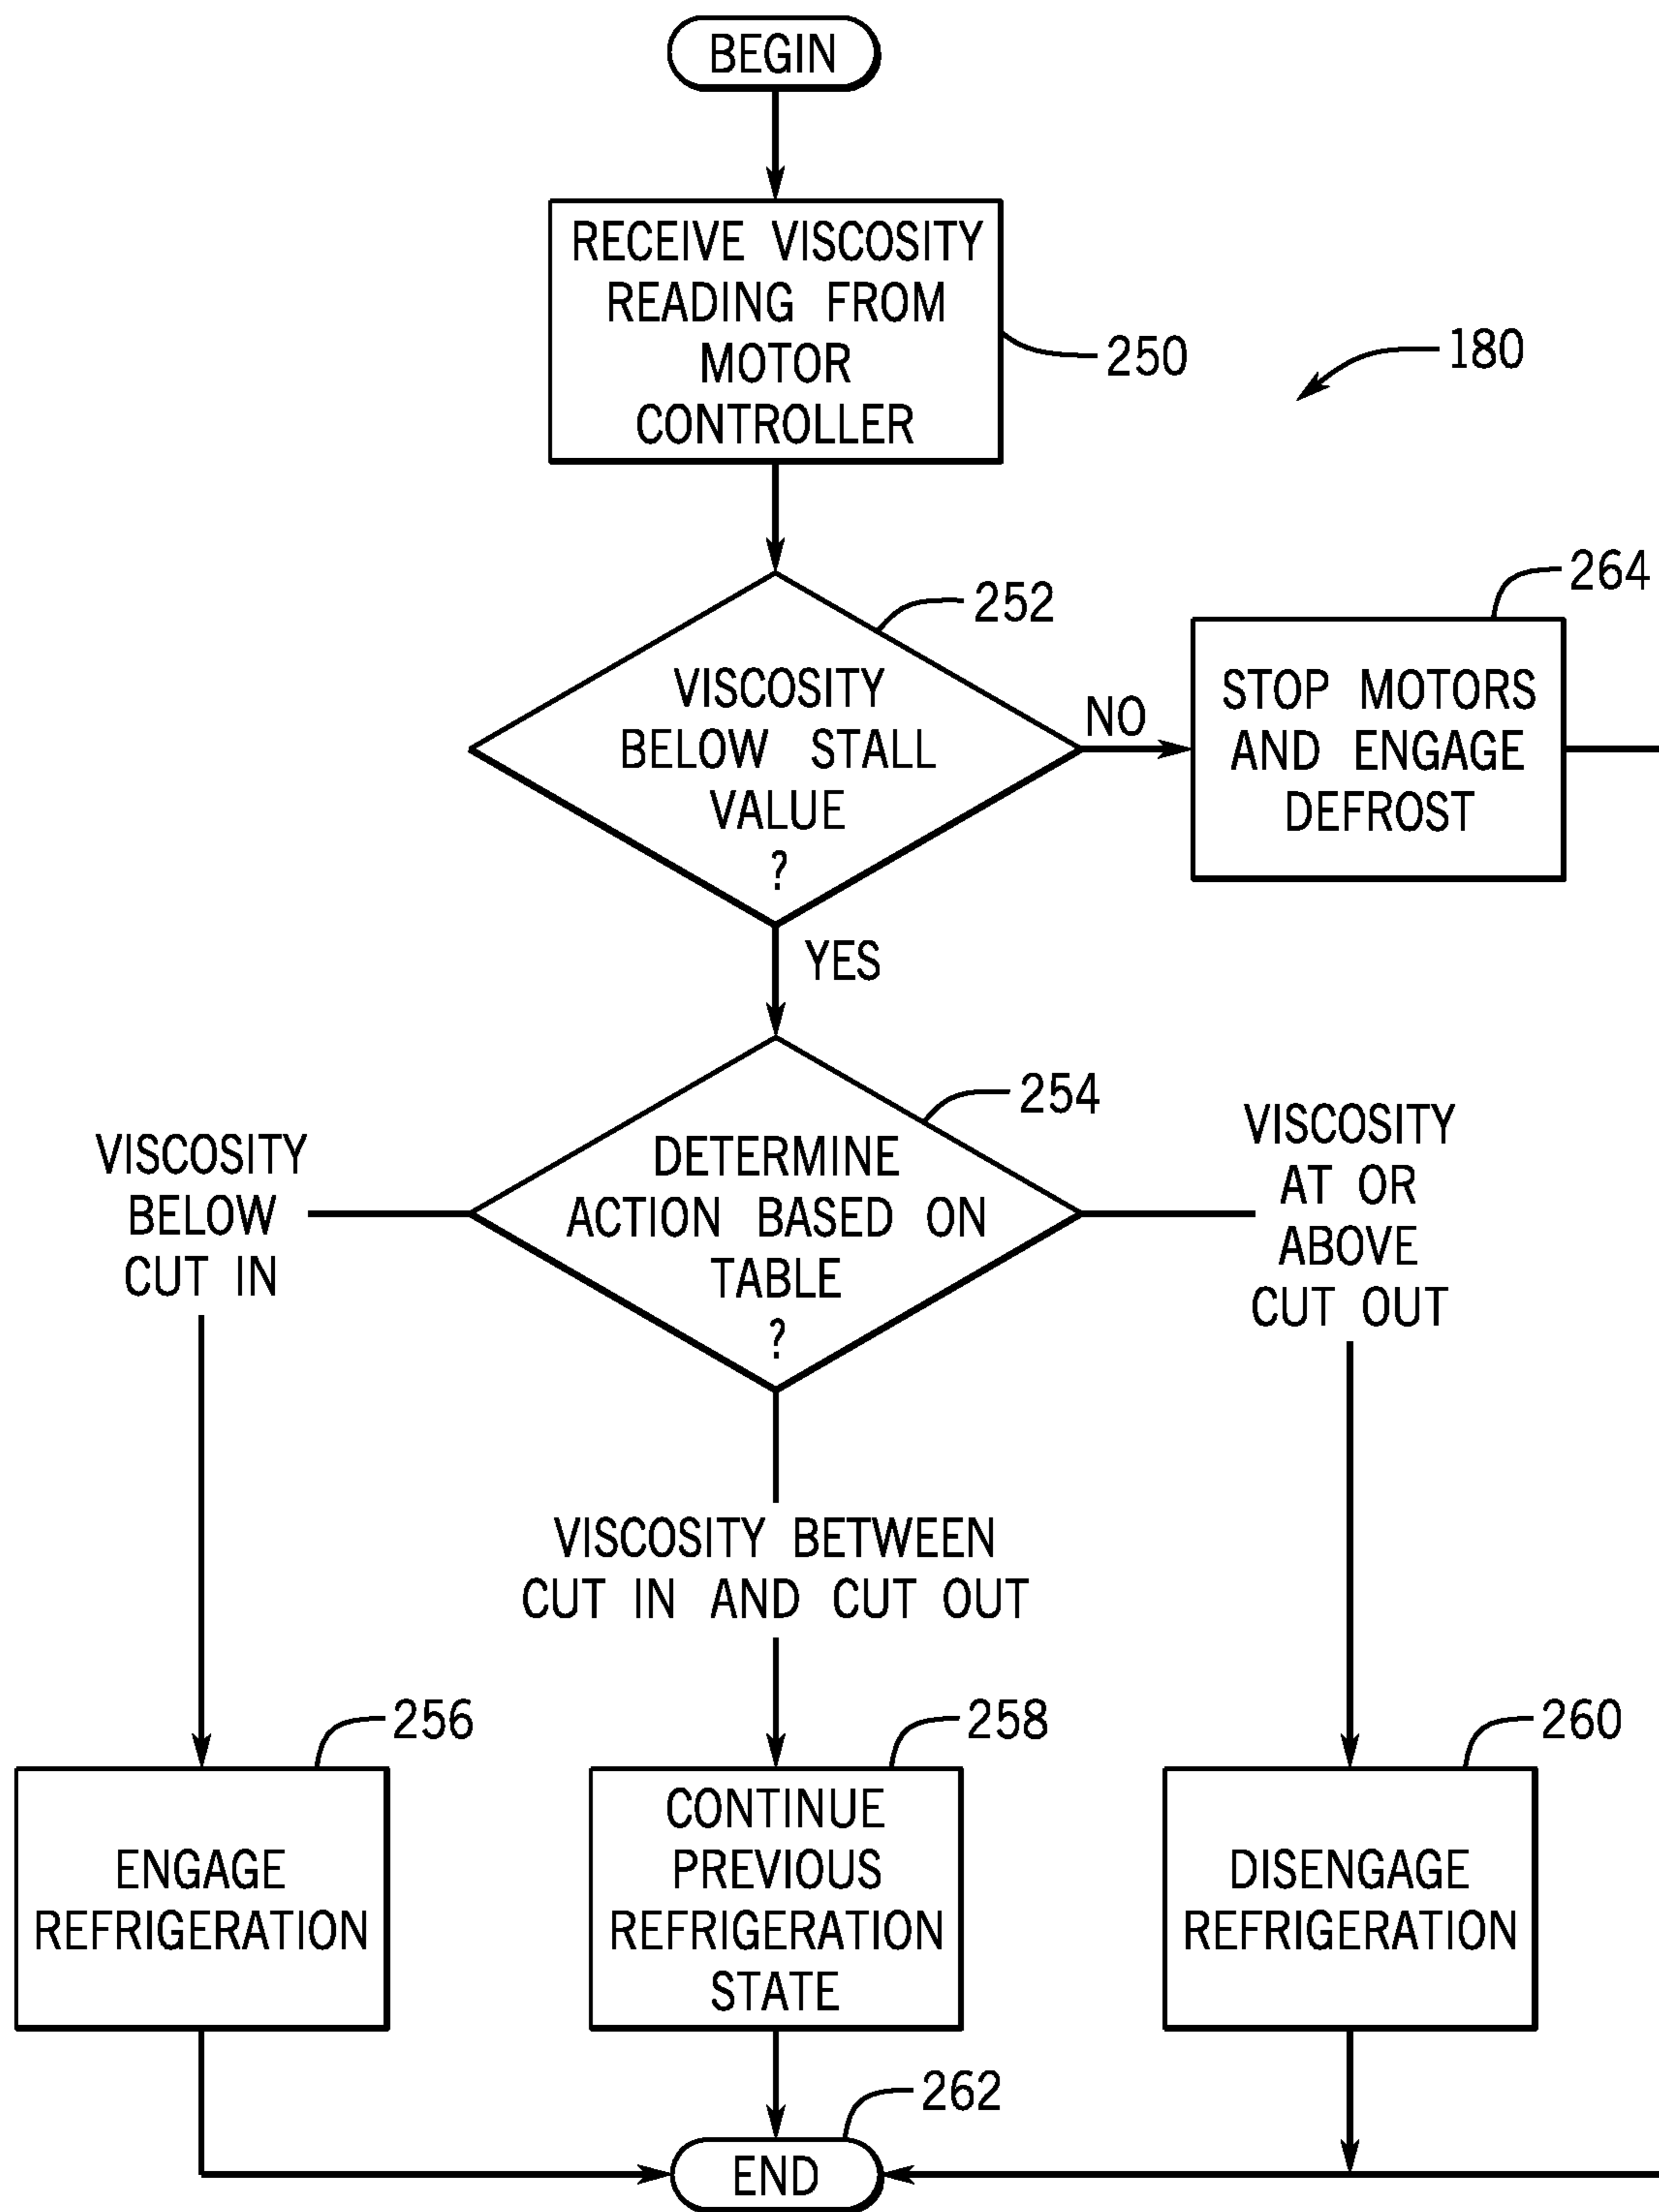 BEGIN
RECEIVE VISCOSITY
READING FROM
MOTOR
CONTROLLER
250
180
252
264
VISCOSITY
BELOW STALL
VALUE
?
NO
STOP MOTORS
AND ENGAGE
DEFROST
YES
254
VISCOSITY
BELOW
CUT IN
DETERMINE
ACTION BASED ON
TABLE
?
VISCOSITY
AT OR
ABOVE
CUT OUT
VISCOSITY BETWEEN
CUT IN AND CUT OUT
256
258
260
ENGAGE
REFRIGERATION
CONTINUE
PREVIOUS
REFRIGERATION
STATE
DISENGAGE
REFRIGERATION
262
END